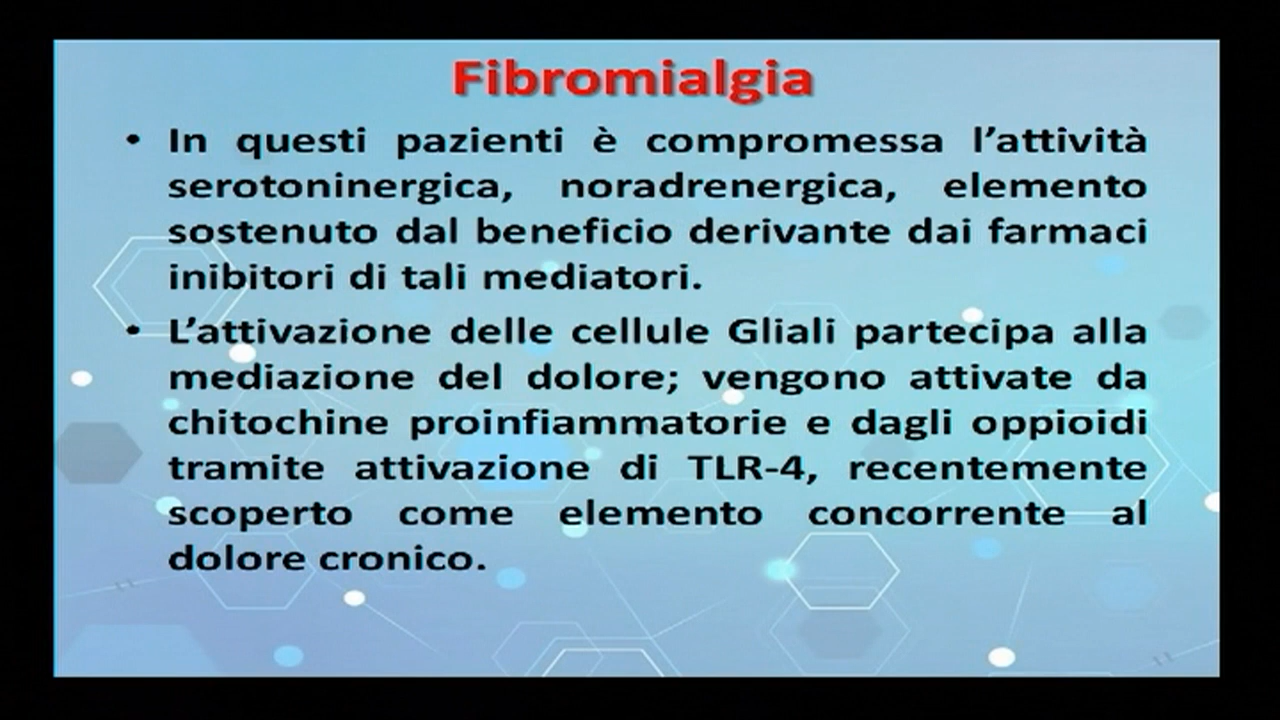 Fibromialgia
• In questi pazienti è compromessa l'attività
serotoninergica, noradrenergica, elemento
sostenuto dal beneficio derivante dai farmaci
inibitori di tali mediatori.
• L'attivazione delle cellule Gliali partecipa alla
mediazione del dolore; vengono attivate da
chitochine proinfiammatorie e dagli oppioidi
tramite attivazione di TLR-4, recentemente
scoperto come elemento concorrente al
dolore cronico.